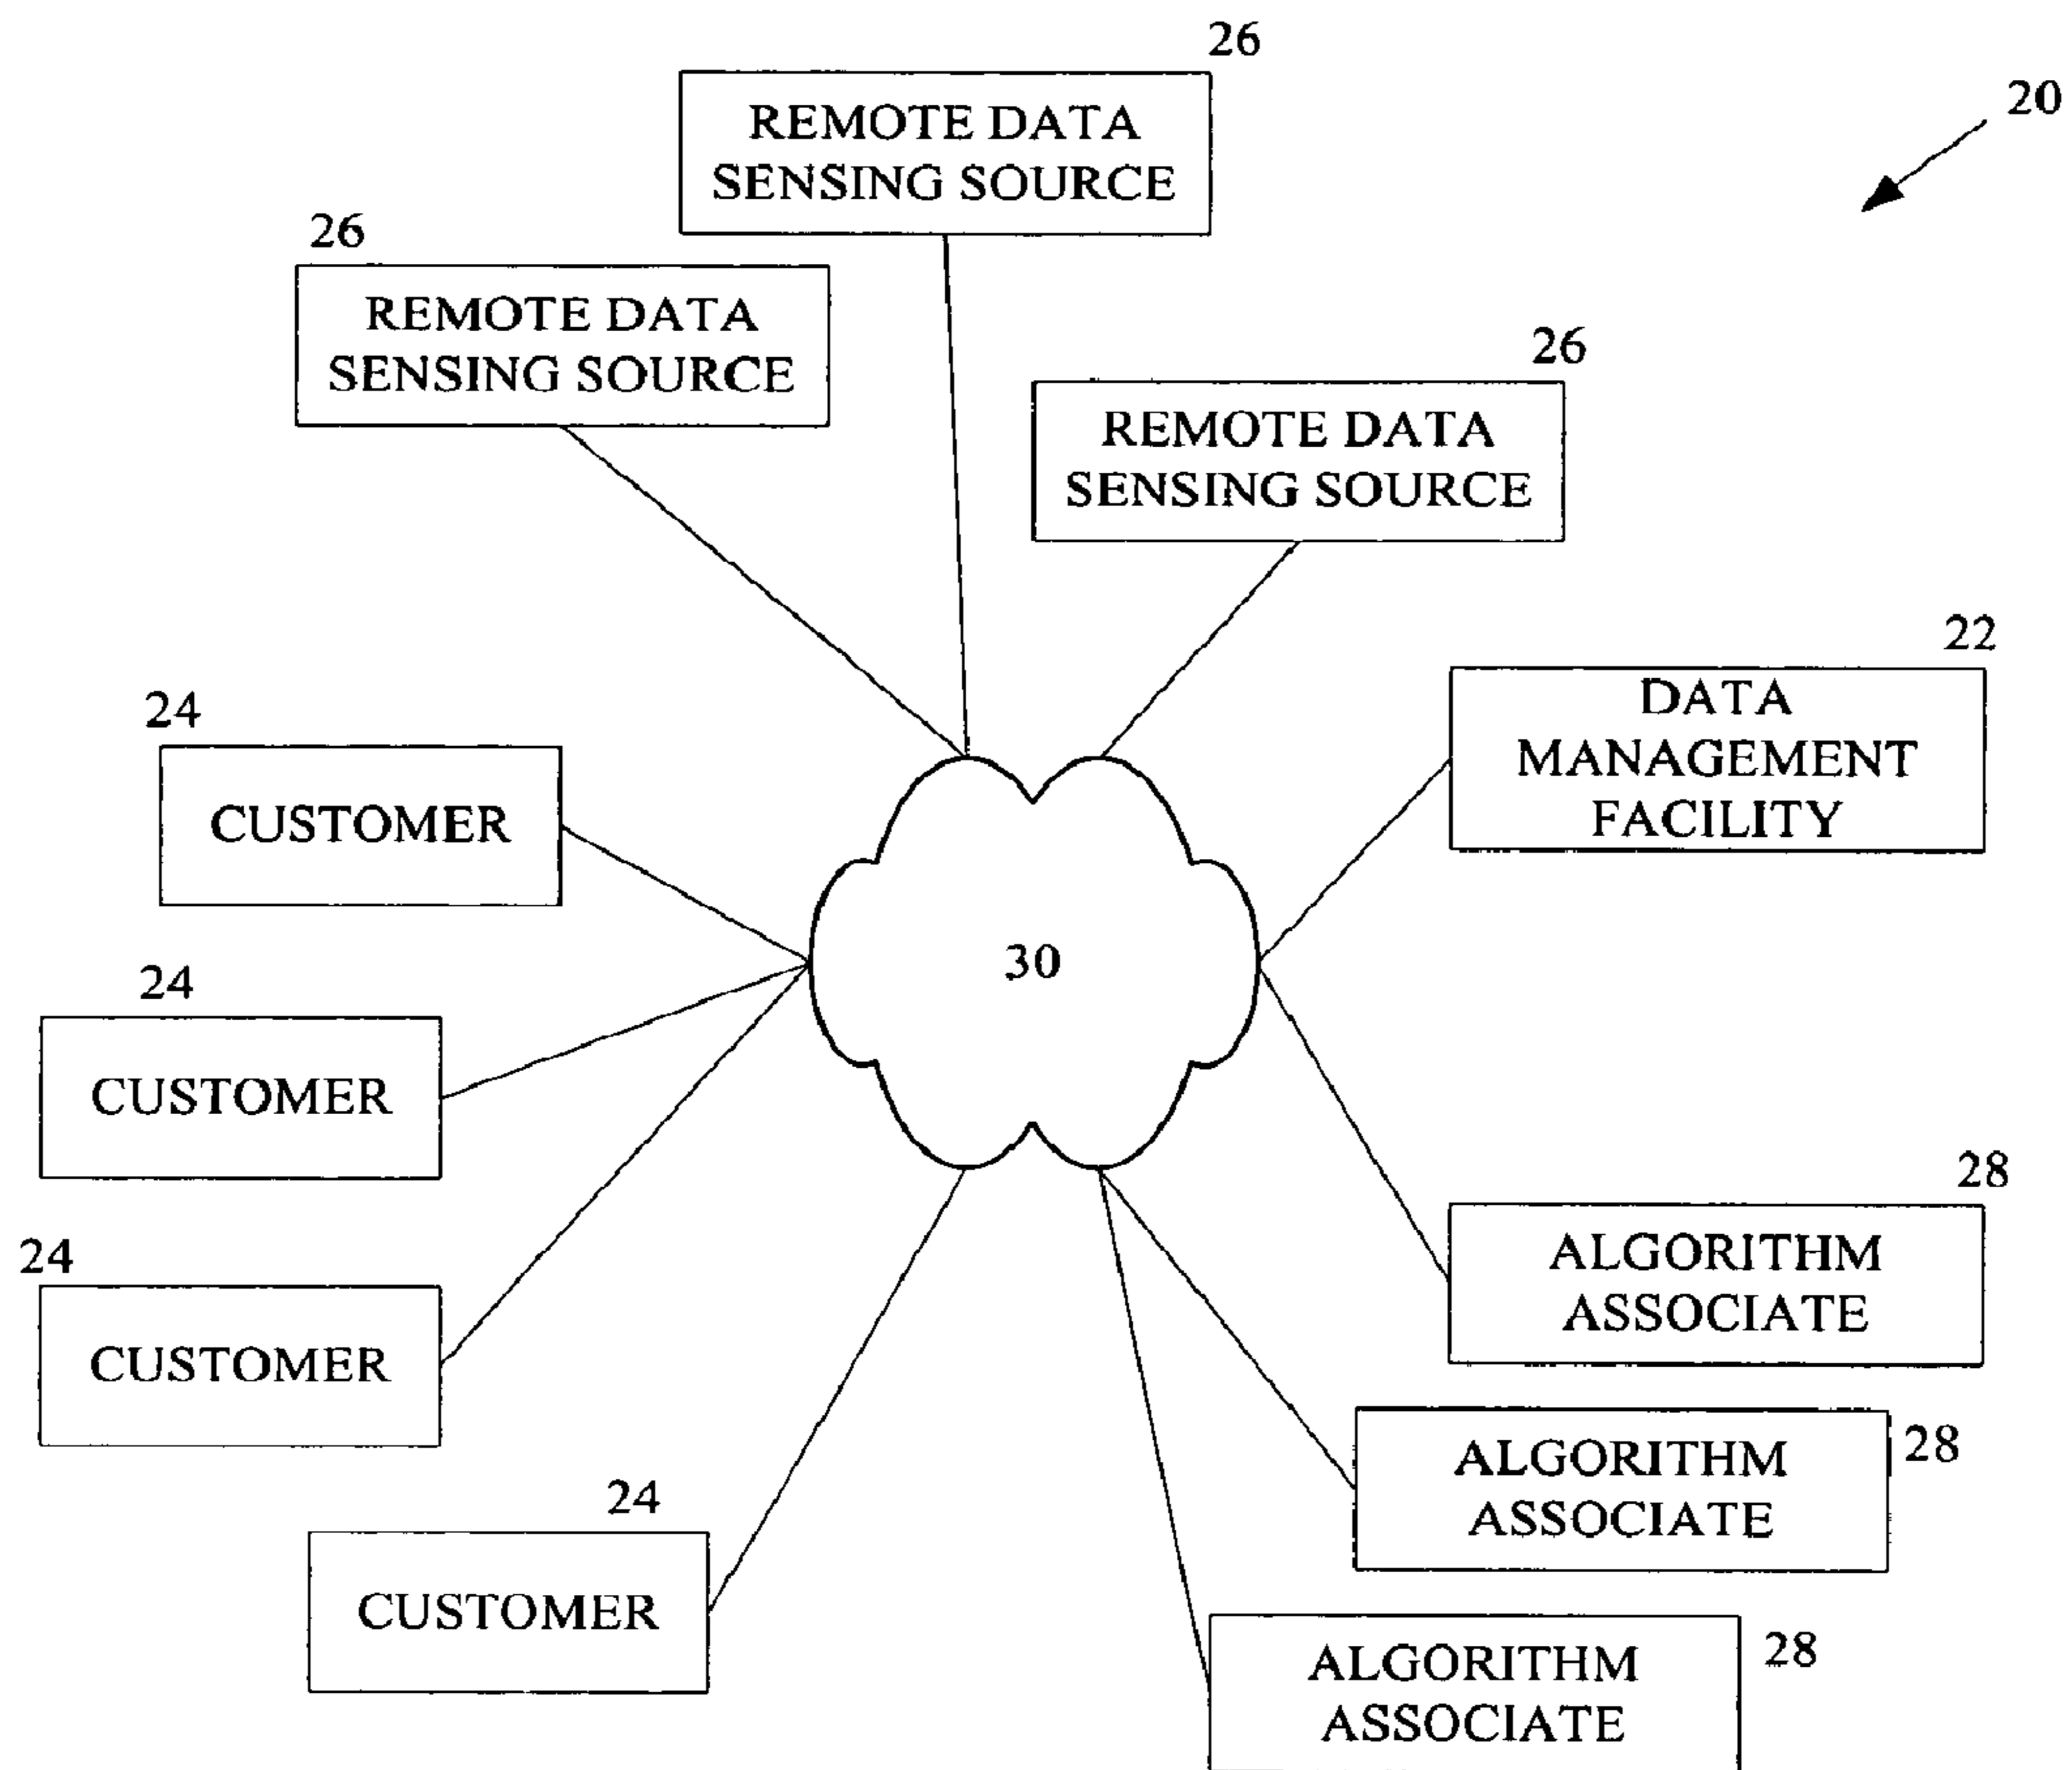 26
REMOTE DATA
SENSING SOURCE
20
26
REMOTE DATA
SENSING SOURCE
26
REMOTE DATA
SENSING SOURCE
22
DATA
MANAGEMENT
FACILITY
24
CUSTOMER
30
24
CUSTOMER
28
ALGORITHM
ASSOCIATE
24
CUSTOMER
28
ALGORITHM
ASSOCIATE
24
CUSTOMER
28
ALGORITHM
ASSOCIATE